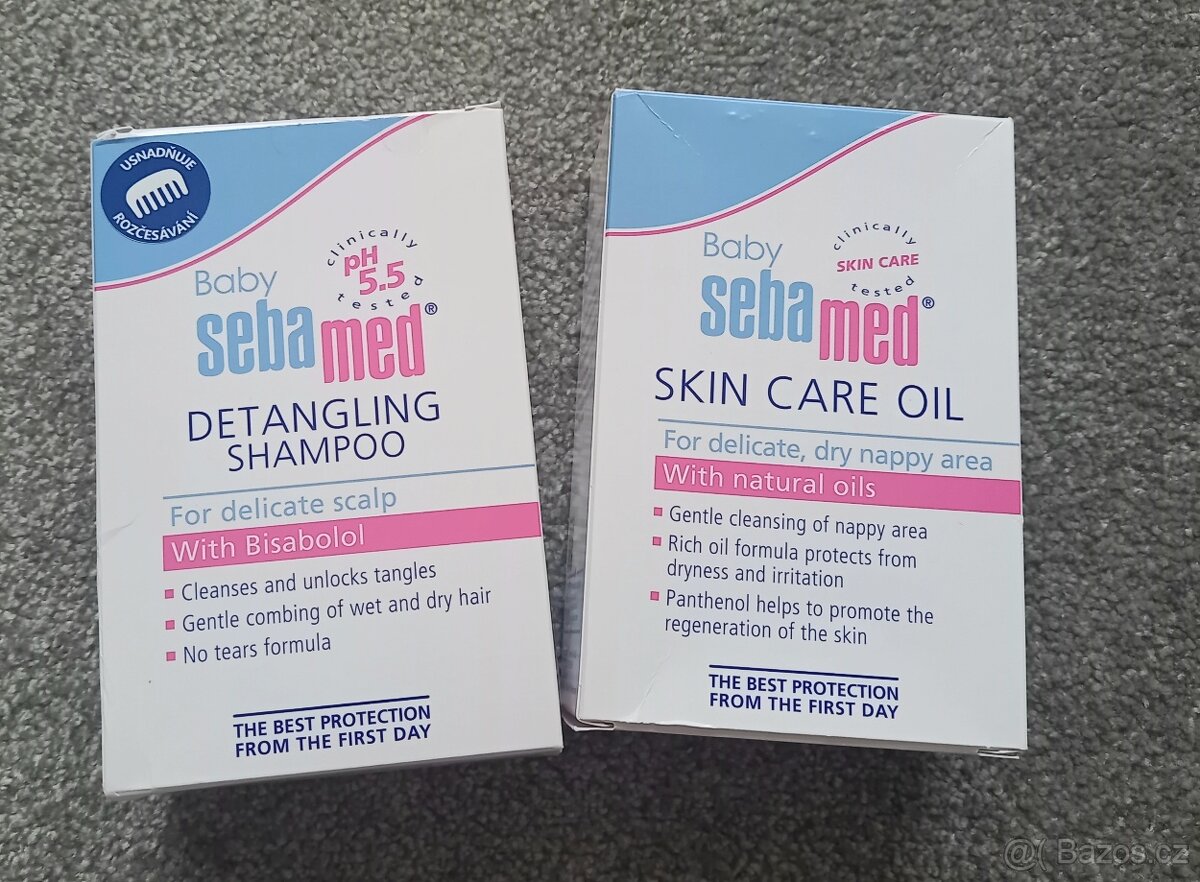 USNADŇUJE
ROZČESÁVÁNÍ
Baby
sebamed®
clinically
pH
5.5
tested
DETANGLING
SHAMPOO
For delicate scalp
With Bisabolol
Cleanses and unlocks tangles
Gentle combing of wet and dry hair
No tears formula
THE BEST PROTECTION
FROM THE FIRST DAY
Baby
sebamed®
clinically
SKIN CARE
tested
SKIN CARE OIL
For delicate, dry nappy area
With natural oils
Gentle cleansing of nappy area
Rich oil formula protects from
dryness and irritation
Panthenol helps to promote the
regeneration of the skin
THE BEST PROTECTION
FROM THE FIRST DAY
@( Bazos.cz